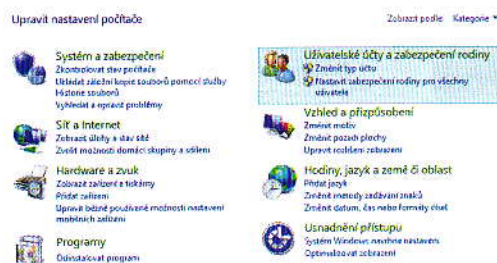 Upravit nastavení počítače
Zobrazit podle Kategorie
Systém a zabezpečení
Zkontrolovat stav počítače
Ukládat záložní kopie souborů pomocí služby
Historie souborů
Vyhledat a opravit problémy
Síť a Internet
Zobrazit úlohy a stav sítě
Zvolit možnosti domácí skupiny a sdílení
Hardware a zvuk
Zobrazit zařízení a tiskárny
Přidat zařízení
Upravit běžně používané možnosti nastavení
mobilních zařízení
Programy
Odinstalovat program
Uživatelské účty a zabezpečení rodiny
Změnit typ účtu
Nastavit zabezpečení rodiny pro všechny
uživatele
Vzhled a přizpůsobení
Změnit motiv
Změnit pozadí plochy
Upravit rozlišení zobrazení
Hodiny, jazyk a země či oblast
Přidat jazyk
Změnit metody zadávání znaků
Změnit datum, čas nebo formáty čísel
Usnadnění přístupu
Systém Windows navrhne nastavení
Optimalizovat zobrazení